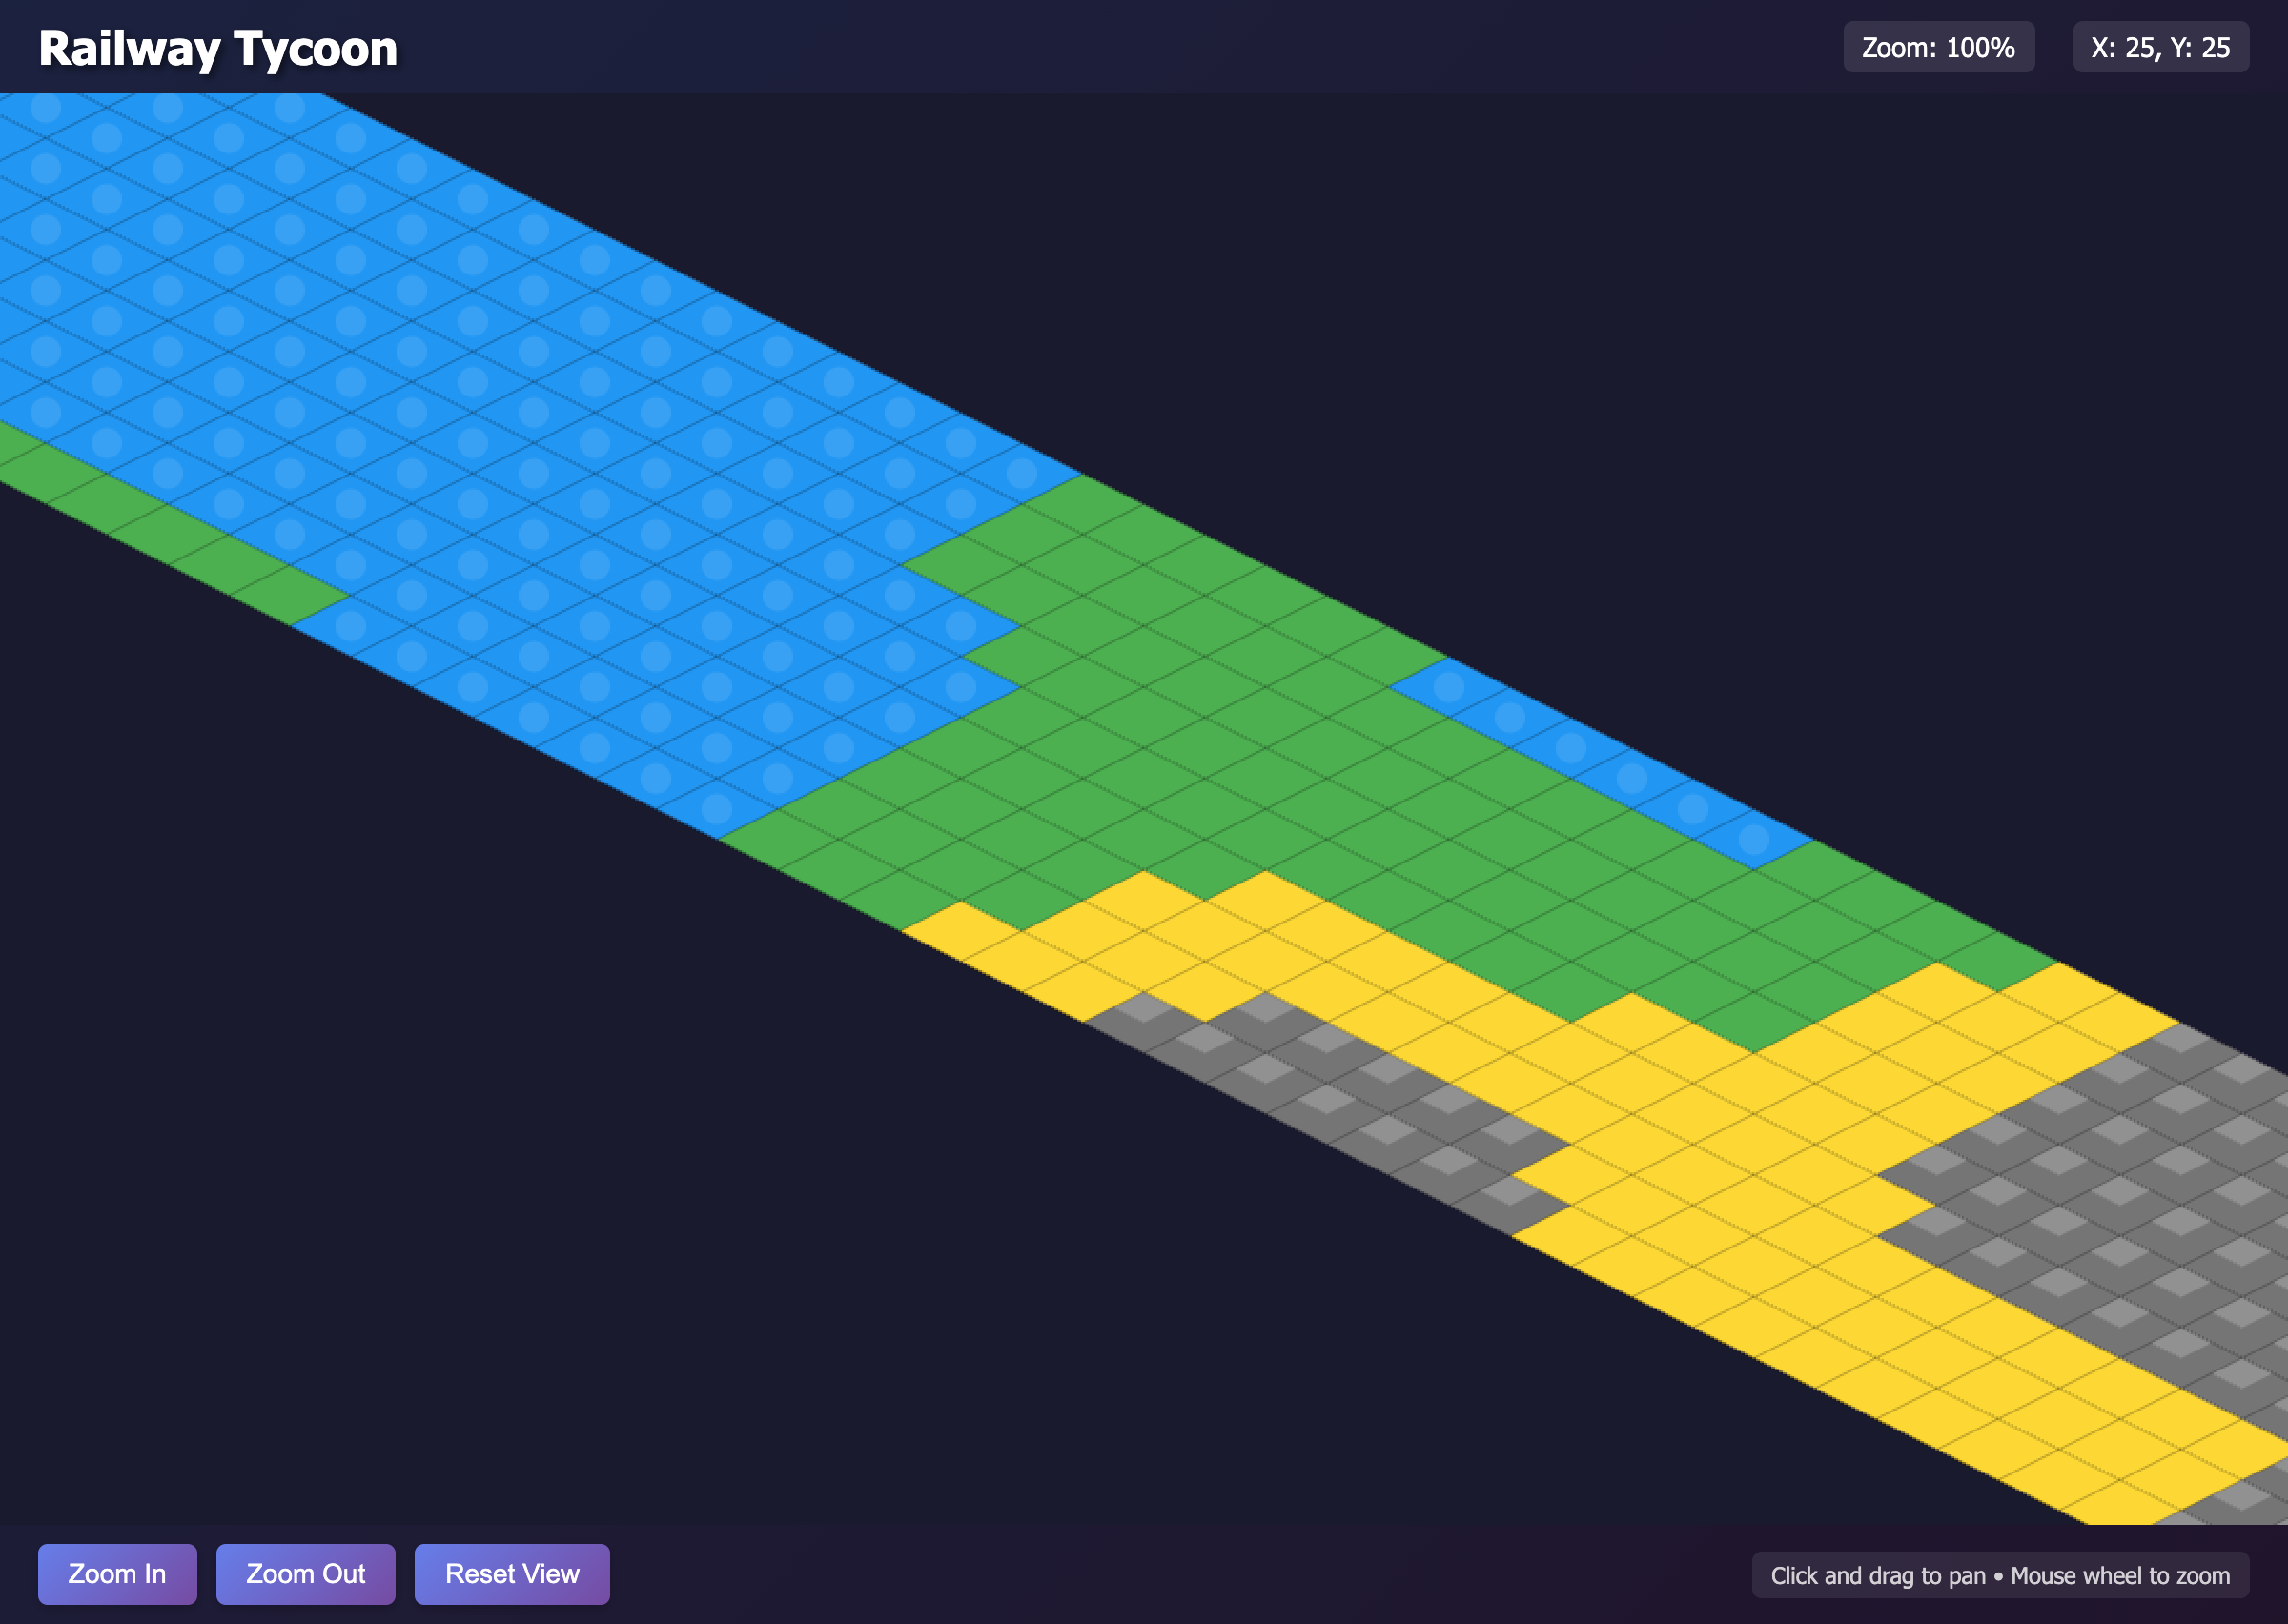 Railway Tycoon
Zoom: 100%
X: 25, Y: 25
Zoom In
Zoom Out
Reset View
Click and drag to pan • Mouse wheel to zoom